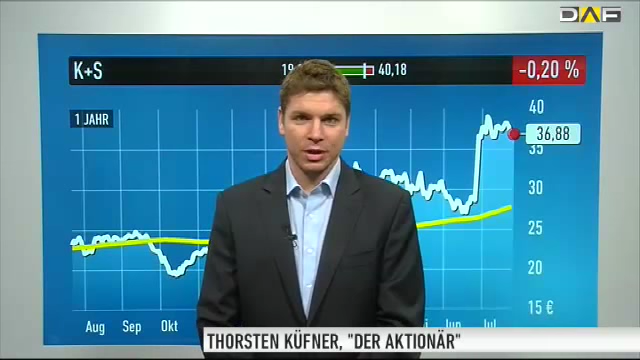 DAF
K+S
40,18
-0,20 %
1 JAHR
40
36,88
35
30
25
20
15 €
Aug Sep Okt
Jun Jul
THORSTEN KÜFNER, "DER AKTIONÄR"